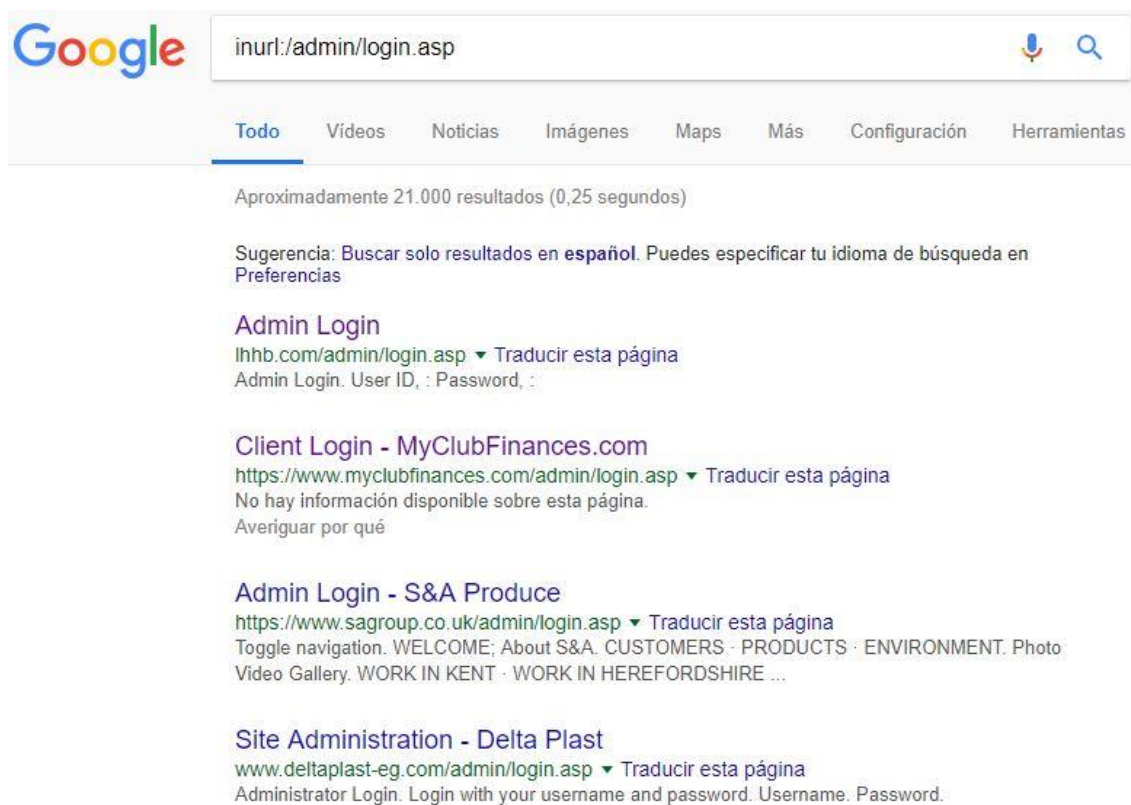 Google
inurl:/admin/login.asp
Todo Vídeos Noticias Imágenes Maps Más Configuración Herramientas
Aproximadamente 21.000 resultados (0,25 segundos)
Sugerencia: Buscar solo resultados en español. Puedes especificar tu idioma de búsqueda en
Preferencias
Admin Login
lhhb.com/admin/login.asp ▼ Traducir esta página
Admin Login. User ID, : Password, :
Client Login - MyClubFinances.com
https://www.myclubfinances.com/admin/login.asp ▼ Traducir esta página
No hay información disponible sobre esta página.
Averiguar por qué
Admin Login - S&A Produce
https://www.sagroup.co.uk/admin/login.asp ▼ Traducir esta página
Toggle navigation. WELCOME; About S&A. CUSTOMERS · PRODUCTS · ENVIRONMENT. Photo
Video Gallery. WORK IN KENT · WORK IN HEREFORDSHIRE ...
Site Administration - Delta Plast
www.deltaplast-eg.com/admin/login.asp ▼ Traducir esta página
Administrator Login. Login with your username and password. Username. Password.